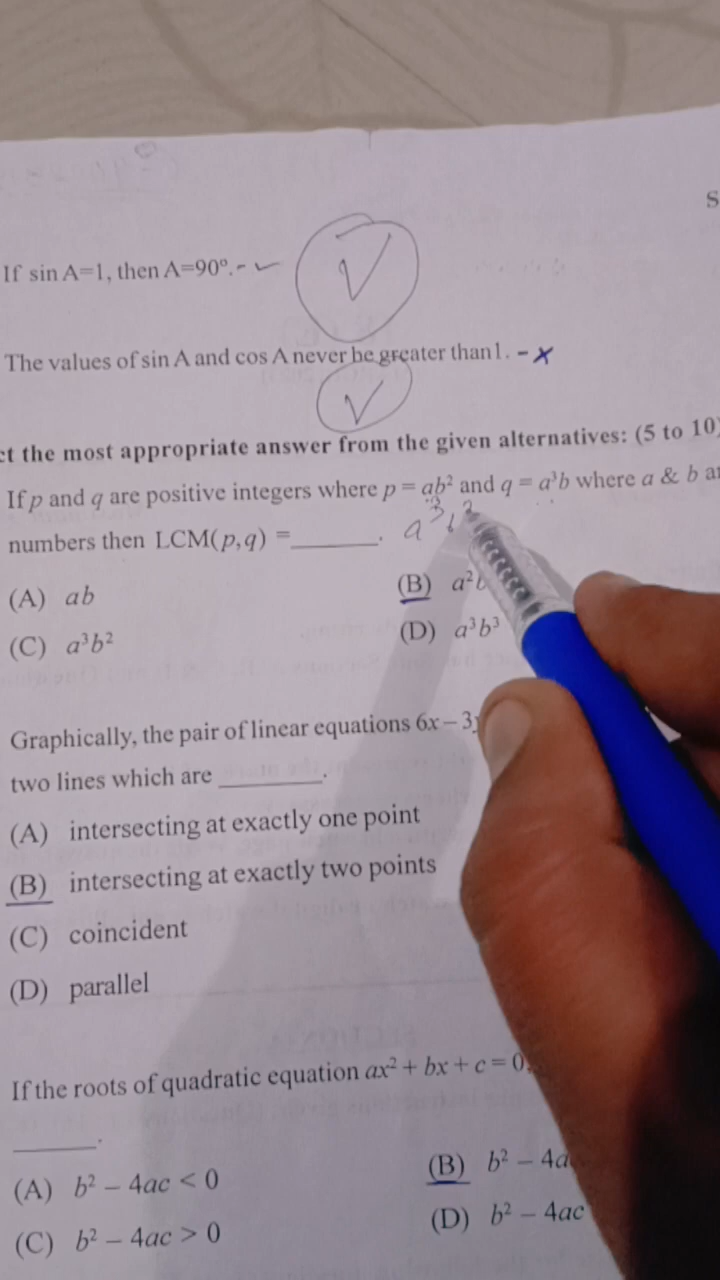 S
If sin A=1, then A=90°. - ✓
The values of sin A and cos A never be greater than 1. - ✗
ct the most appropriate answer from the given alternatives: (5 to 10)
If p and q are positive integers where p = ab² and q = a³b where a & b
numbers then LCM(p,q) = ______. a³b
(A) ab
(B) a²
(C) a³b²
(D) a³b³
Graphically, the pair of linear equations 6x – 3
two lines which are ______.
(A) intersecting at exactly one point
(B) intersecting at exactly two points
(C) coincident
(D) parallel
If the roots of quadratic equation ax² + bx + c = 0
______.
(A) b² – 4ac < 0
(B) b² – 4a
(C) b² – 4ac > 0
(D) b² – 4ac